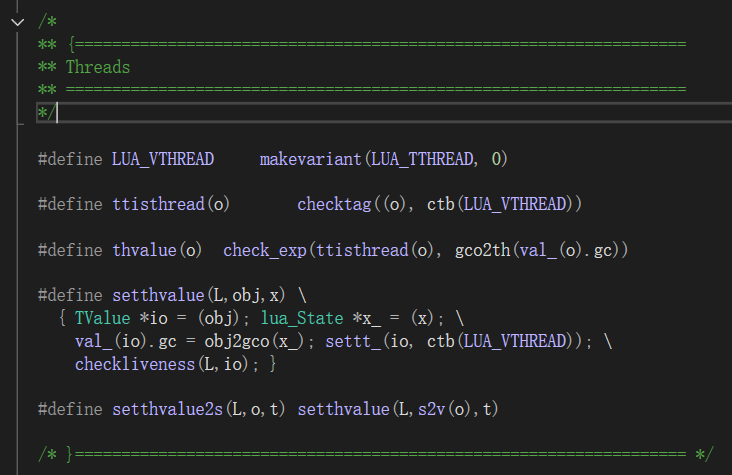 /*
** {==================================================================
** Threads
** ===================================================================
*/
#define LUA_VTHREAD     makevariant(LUA_TTHREAD, 0)
#define ttisthread(o)       checktag((o), ctb(LUA_VTHREAD))
#define thvalue(o)  check_exp(ttisthread(o), gco2th(val_(o).gc))
#define setthvalue(L,obj,x) \
  { TValue *io = (obj); lua_State *x_ = (x); \
    val_(io).gc = obj2gco(x_); settt_(io, ctb(LUA_VTHREAD)); \
    checkliveness(L,io); }
#define setthvalue2s(L,o,t) setthvalue(L,s2v(o),t)
/* }================================================================== */